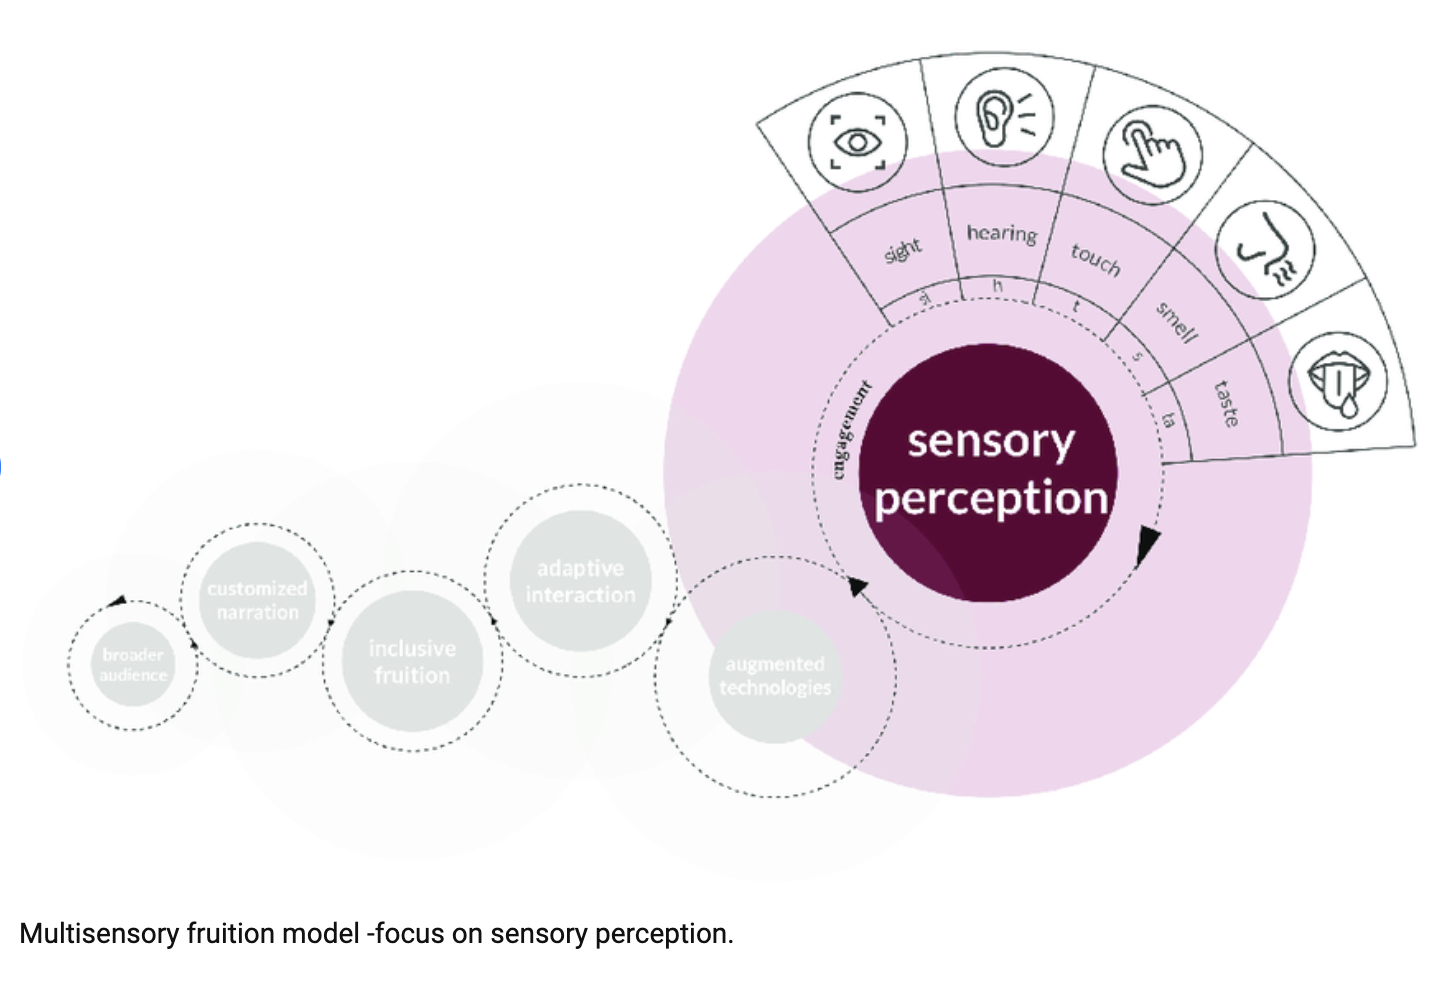 sight
hearing
touch
smell
taste
si
h
t
s
ta
engagement
sensory
perception
adaptive
interaction
customized
narration
inclusive
fruition
broader
audience
augmented
technologies
Multisensory fruition model -focus on sensory perception.